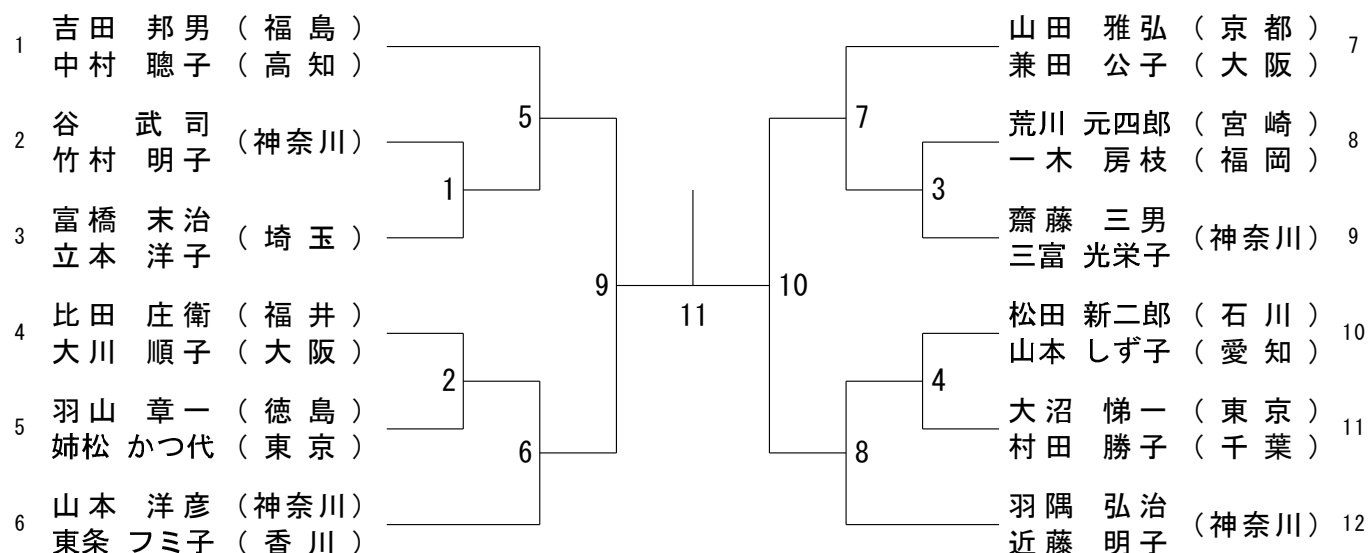 1 吉田 邦男 (福島)
中村 聰子 (高知)
2 谷 武司 (神奈川)
竹村 明子
3 富橋 末治 (埼玉)
立本 洋子
4 比田 庄衛 (福井)
大川 順子 (大阪)
5 羽山 章一 (徳島)
姉松 かつ代 (東京)
6 山本 洋彦 (神奈川)
東条 フミ子 (香川)
5
1
2
6
9
11
10
7
3
4
8
山田 雅弘 (京都) 7
兼田 公子 (大阪)
荒川 元四郎 (宮崎) 8
一木 房枝 (福岡)
齋藤 三男 (神奈川) 9
三富 光栄子
松田 新二郎 (石川) 10
山本 しず子 (愛知)
大沼 悌一 (東京) 11
村田 勝子 (千葉)
羽隅 弘治 (神奈川) 12
近藤 明子